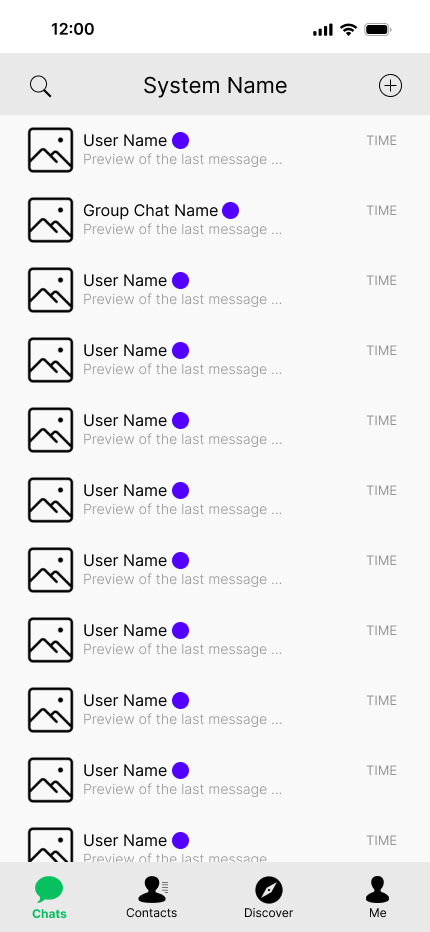 12:00
System Name
User Name
TIME
Preview of the last message ...
Group Chat Name
TIME
Preview of the last message ...
User Name
TIME
Preview of the last message ...
User Name
TIME
Preview of the last message ...
User Name
TIME
Preview of the last message ...
User Name
TIME
Preview of the last message ...
User Name
TIME
Preview of the last message ...
User Name
TIME
Preview of the last message ...
User Name
TIME
Preview of the last message ...
User Name
TIME
Preview of the last message ...
User Name
TIME
Preview of the last message ...
Chats
Contacts
Discover
Me